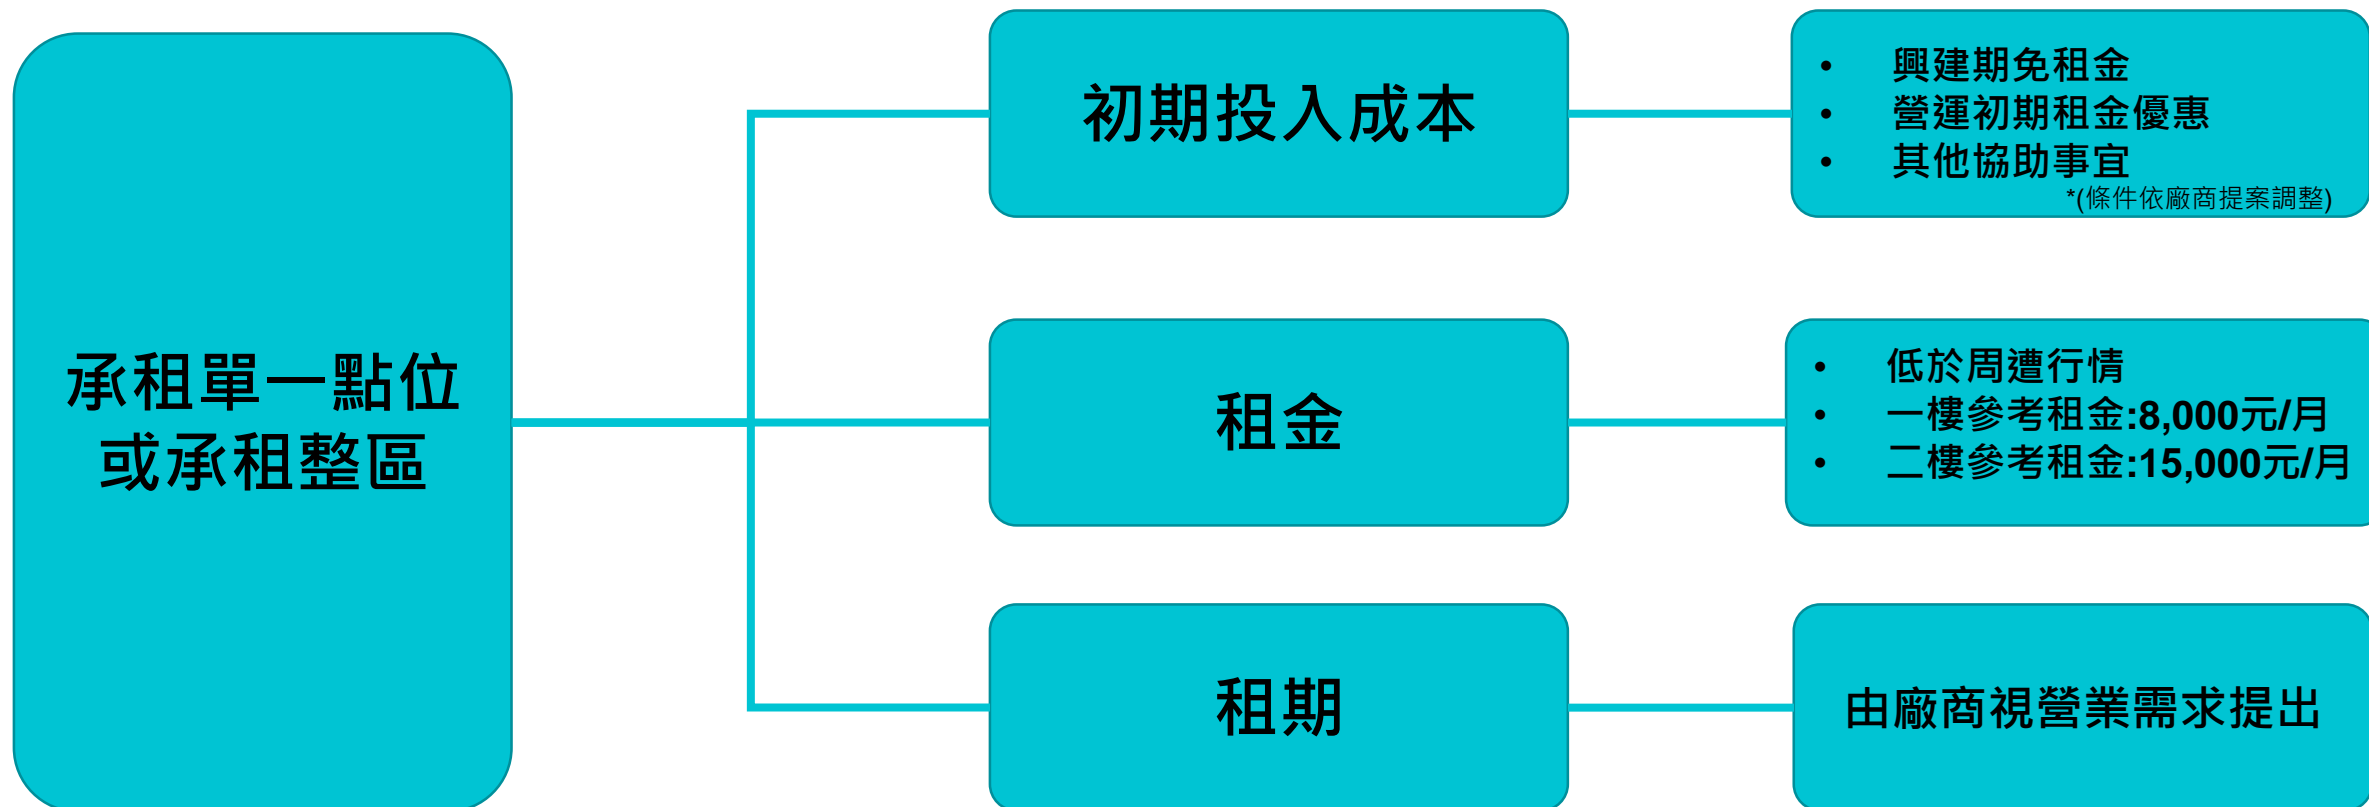 承租單一點位
或承租整區
初期投入成本
• 興建期免租金
• 營運初期租金優惠
• 其他協助事宜
*(條件依廠商提案調整)
租金
• 低於周遭行情
• 一樓參考租金:8,000元/月
• 二樓參考租金:15,000元/月
租期
由廠商視營業需求提出